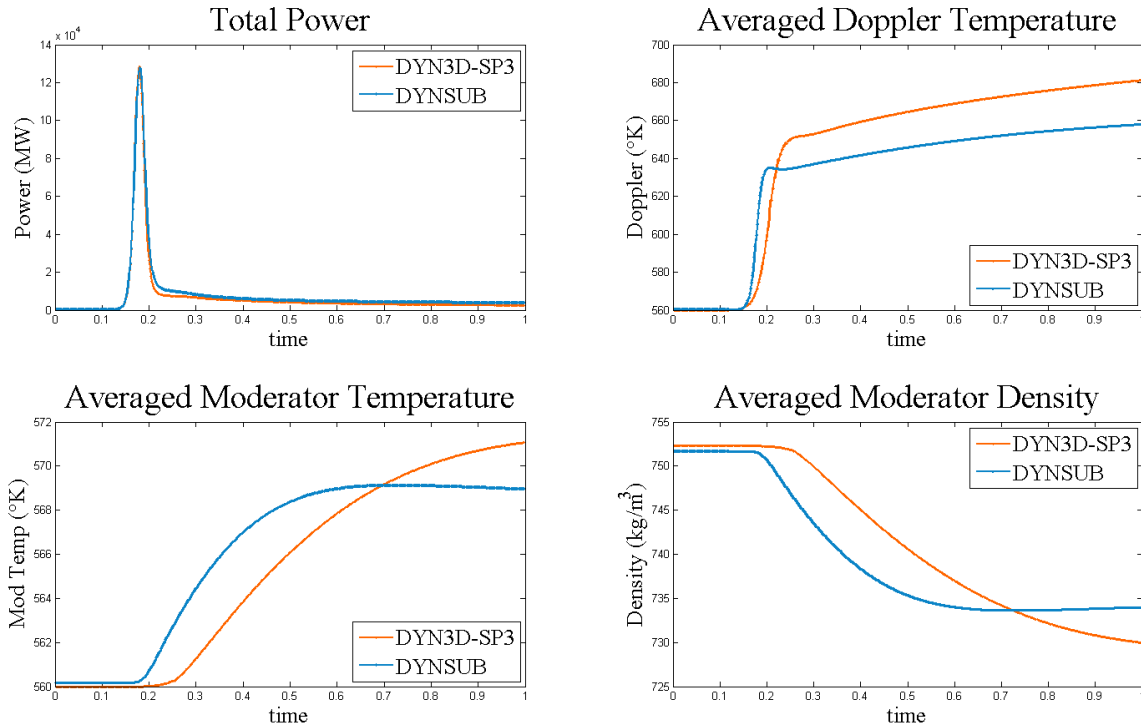 Total Power
× 10⁴
14
12
10
8
6
4
2
0
Power (MW)
0 0.1 0.2 0.3 0.4 0.5 0.6 0.7 0.8 0.9 1
time
DYN3D-SP3
DYNSUB
Averaged Doppler Temperature
700
680
660
640
620
600
580
560
Doppler (°K)
0 0.1 0.2 0.3 0.4 0.5 0.6 0.7 0.8 0.9 1
time
DYN3D-SP3
DYNSUB
Averaged Moderator Temperature
572
570
568
566
564
562
560
Mod Temp (°K)
0 0.1 0.2 0.3 0.4 0.5 0.6 0.7 0.8 0.9 1
time
DYN3D-SP3
DYNSUB
Averaged Moderator Density
755
750
745
740
735
730
725
Density (kg/m³)
0 0.1 0.2 0.3 0.4 0.5 0.6 0.7 0.8 0.9 1
time
DYN3D-SP3
DYNSUB